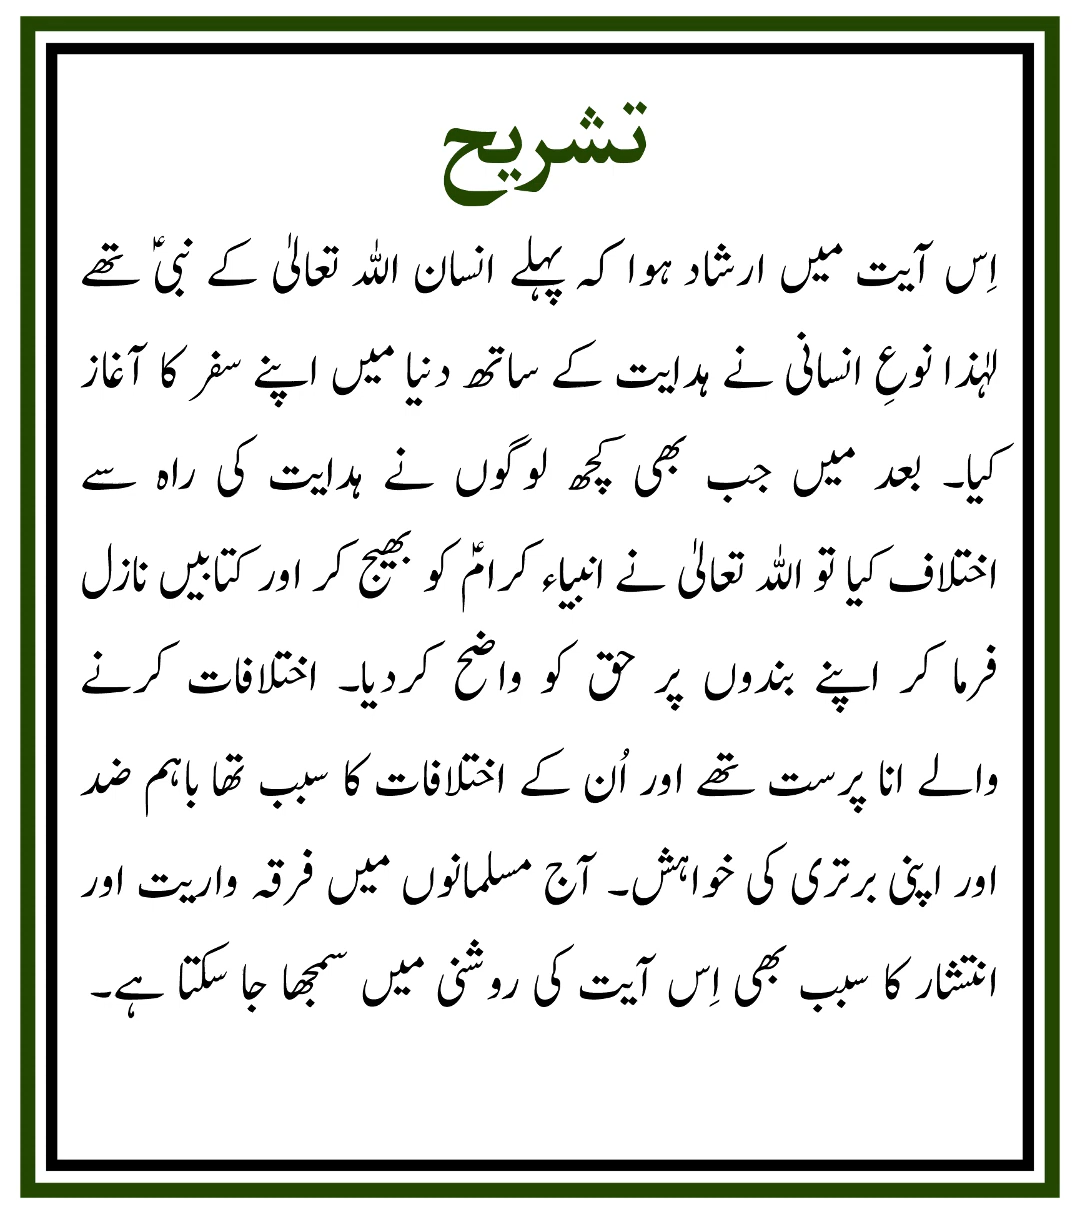 تشریح
اِس آیت میں ارشاد ہوا کہ پہلے انسان اللہ تعالیٰ کے نبیؑ تھے
لہٰذا نوعِ انسانی نے ہدایت کے ساتھ دنیا میں اپنے سفر کا آغاز
کیا۔ بعد میں جب بھی کچھ لوگوں نے ہدایت کی راہ سے
اختلاف کیا تو اللہ تعالیٰ نے انبیاء کرامؑ کو بھیج کر اور کتابیں نازل
فرما کر اپنے بندوں پر حق کو واضح کردیا۔ اختلافات کرنے
والے انا پرست تھے اور اُن کے اختلافات کا سبب تھا باہم ضد
اور اپنی برتری کی خواہش۔ آج مسلمانوں میں فرقہ واریت اور
انتشار کا سبب بھی اِس آیت کی روشنی میں سمجھا جا سکتا ہے۔